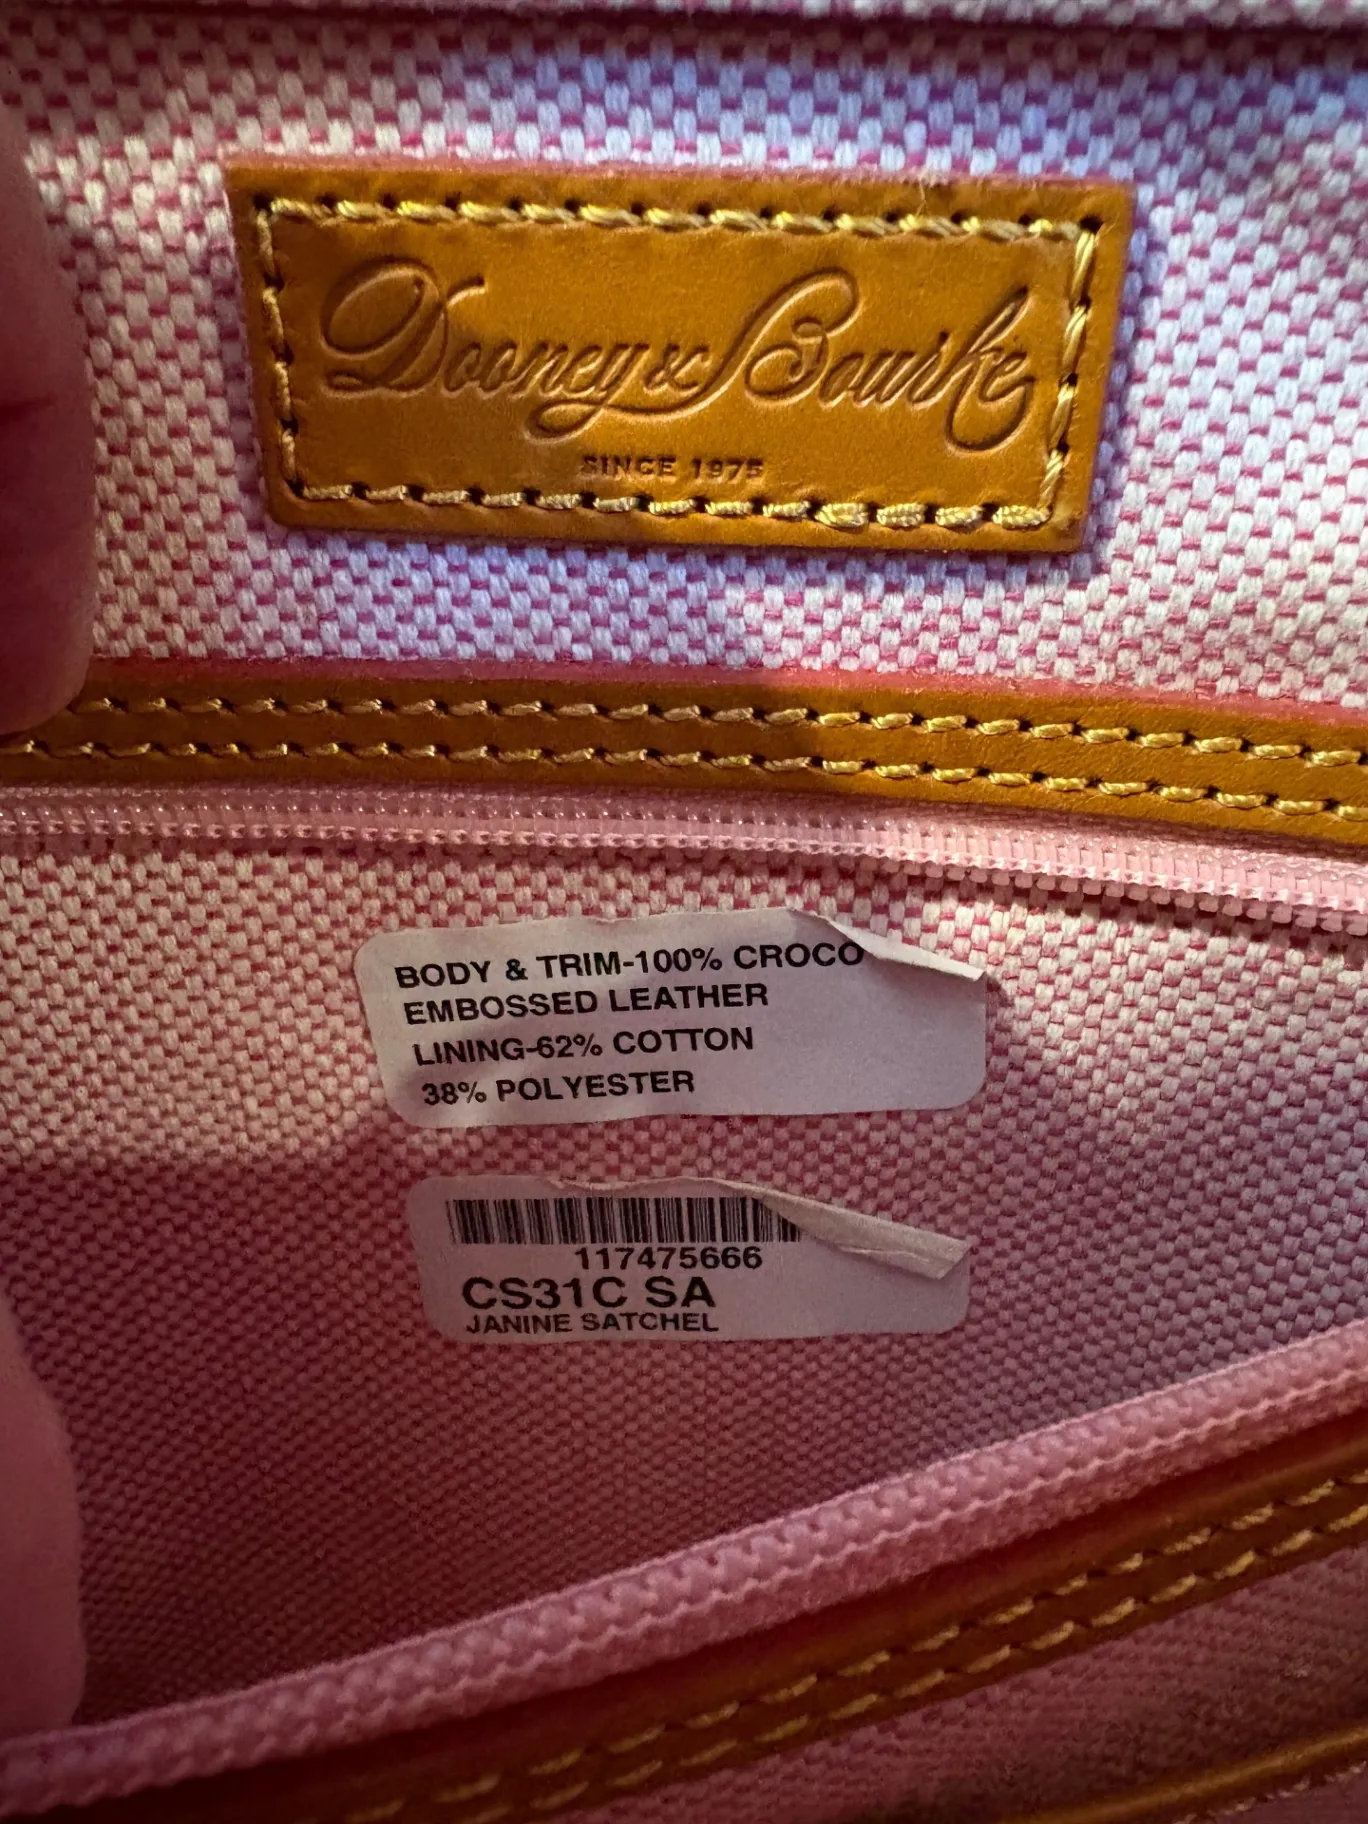 Dooney & Bourke
SINCE 1975
BODY & TRIM-100% CROCO
EMBOSSED LEATHER
LINING-62% COTTON
38% POLYESTER
117475666
CS31C SA
JANINE SATCHEL